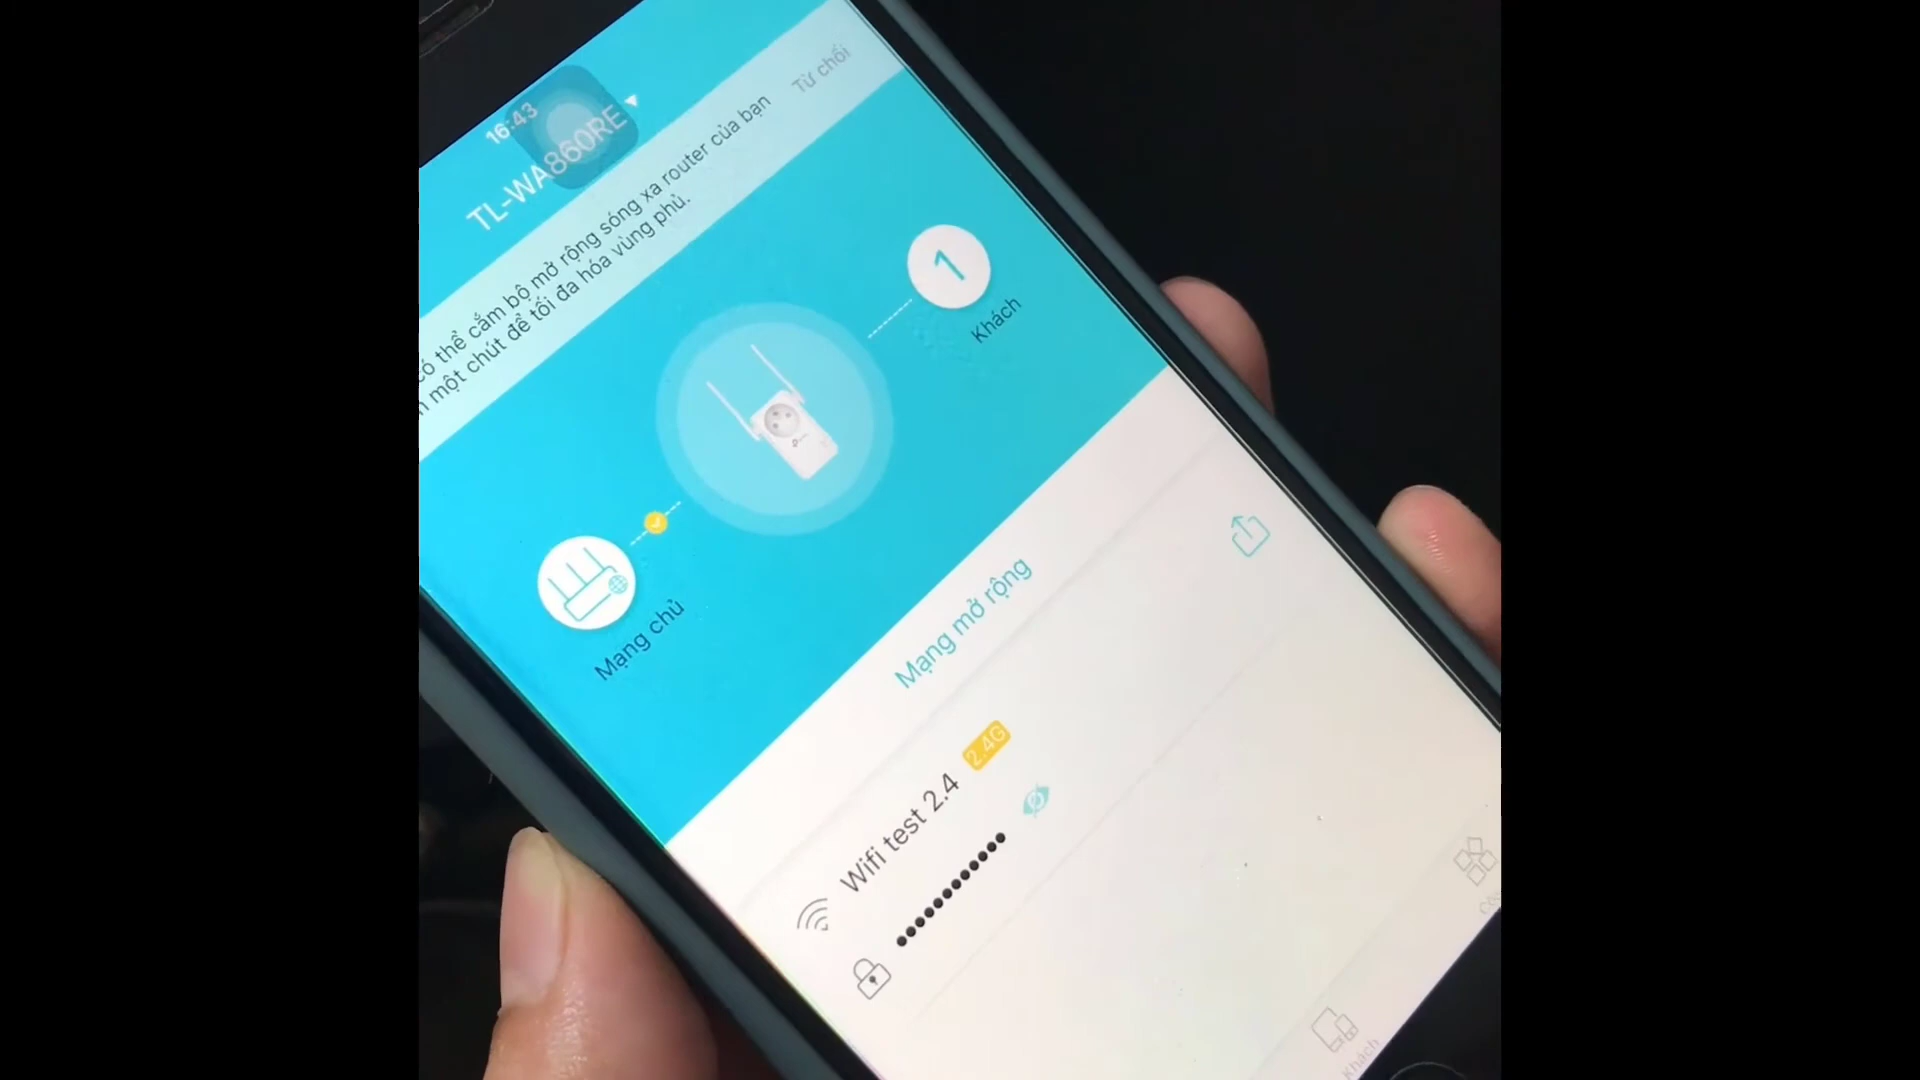 16:43
TL-WA860RE
có thể cắm bộ mở rộng sóng xa router của bạn
một chút để tối đa hóa vùng phủ.
Từ chối
1
Khách
Mạng chủ
Mạng mở rộng
Wifi test 2.4 2.4G
••••••••••••
Khách